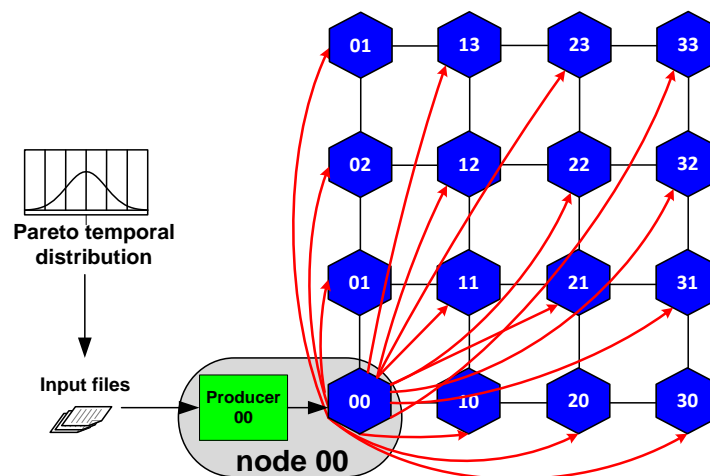 01 13 23 33
02 12 22 32
Pareto temporal
distribution
01 11 21 31
Input files
Producer
00
00 10 20 30
node 00